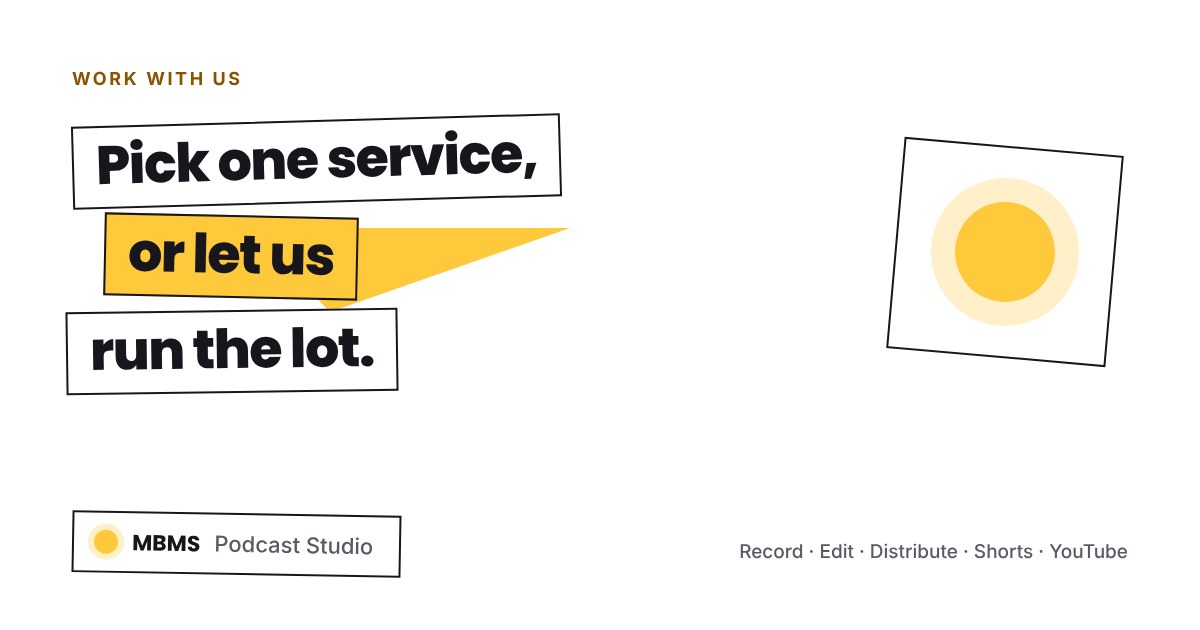 WORK WITH US
Pick one service,
or let us
run the lot.
MBMS Podcast Studio
Record · Edit · Distribute · Shorts · YouTube